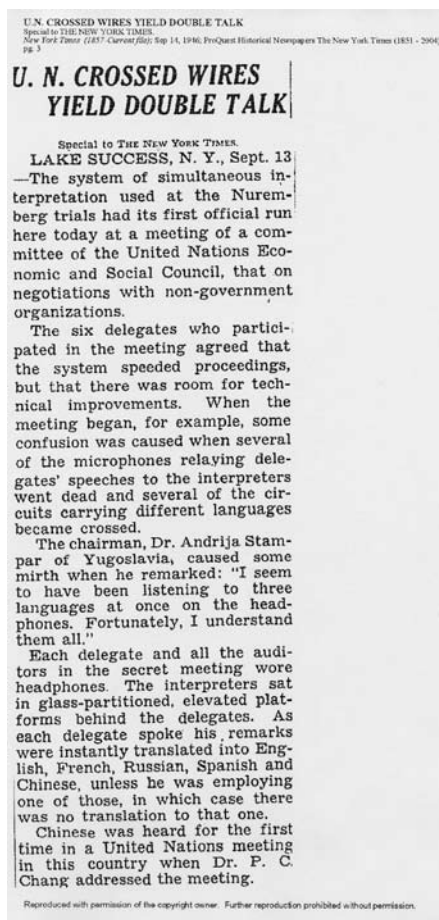 U.N. CROSSED WIRES YIELD DOUBLE TALK
Special to THE NEW YORK TIMES.
New York Times (1857-Current file); Sep 14, 1946; ProQuest Historical Newspapers The New York Times (1851 - 2004)
pg. 3
U. N. CROSSED WIRES
YIELD DOUBLE TALK
Special to THE NEW YORK TIMES.
LAKE SUCCESS, N. Y., Sept. 13
—The system of simultaneous in-
terpretation used at the Nurem-
berg trials had its first official run
here today at a meeting of a com-
mittee of the United Nations Eco-
nomic and Social Council, that on
negotiations with non-government
organizations.
The six delegates who partici-
pated in the meeting agreed that
the system speeded proceedings,
but that there was room for tech-
nical improvements. When the
meeting began, for example, some
confusion was caused when several
of the microphones relaying dele-
gates' speeches to the interpreters
went dead and several of the cir-
cuits carrying different languages
became crossed.
The chairman, Dr. Andrija Stam-
par of Yugoslavia, caused some
mirth when he remarked: "I seem
to have been listening to three
languages at once on the head-
phones. Fortunately, I understand
them all."
Each delegate and all the audi-
tors in the secret meeting wore
headphones. The interpreters sat
in glass-partitioned, elevated plat-
forms behind the delegates. As
each delegate spoke his remarks
were instantly translated into Eng-
lish, French, Russian, Spanish and
Chinese, unless he was employing
one of those, in which case there
was no translation to that one.
Chinese was heard for the first
time in a United Nations meeting
in this country when Dr. P. C.
Chang addressed the meeting.
Reproduced with permission of the copyright owner. Further reproduction prohibited without permission.